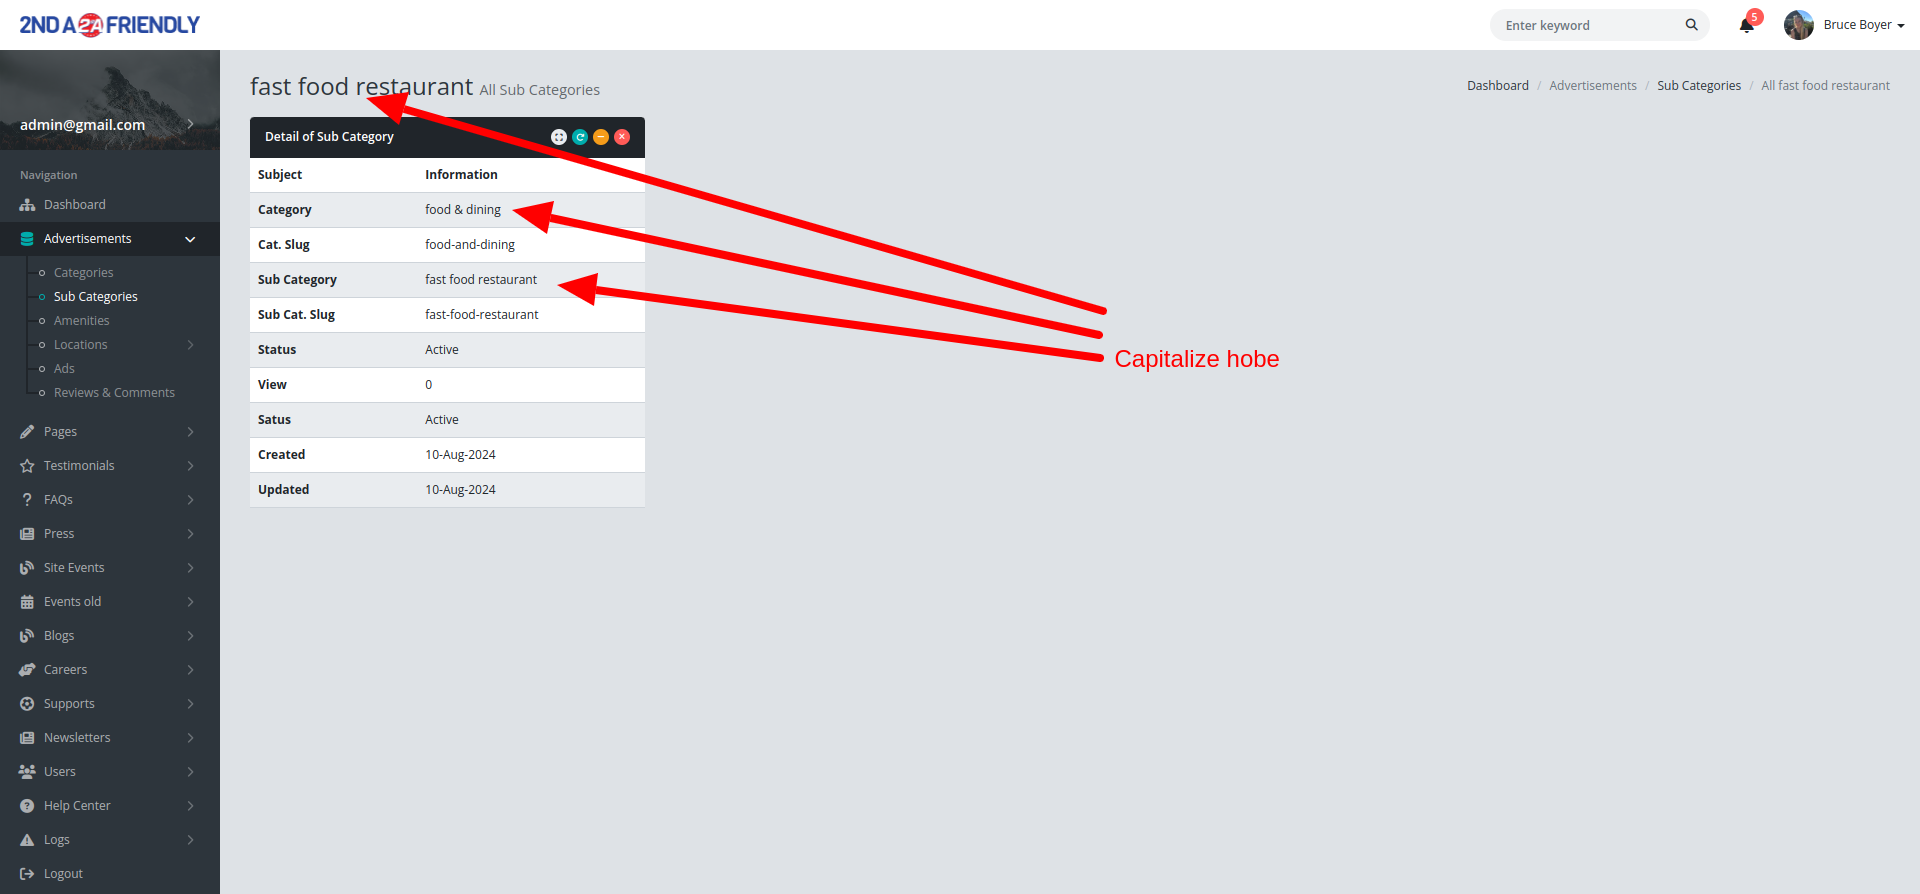 2ND A 2A FRIENDLY
Enter keyword
5
Bruce Boyer
admin@gmail.com
Navigation
Dashboard
Advertisements
Categories
Sub Categories
Amenities
Locations
Ads
Reviews & Comments
Pages
Testimonials
FAQs
Press
Site Events
Events old
Blogs
Careers
Supports
Newsletters
Users
Help Center
Logs
Logout
fast food restaurant All Sub Categories
Dashboard / Advertisements / Sub Categories / All fast food restaurant
Detail of Sub Category
Subject Information
Category food & dining
Cat. Slug food-and-dining
Sub Category fast food restaurant
Sub Cat. Slug fast-food-restaurant
Status Active
View 0
Satus Active
Created 10-Aug-2024
Updated 10-Aug-2024
Capitalize hobe